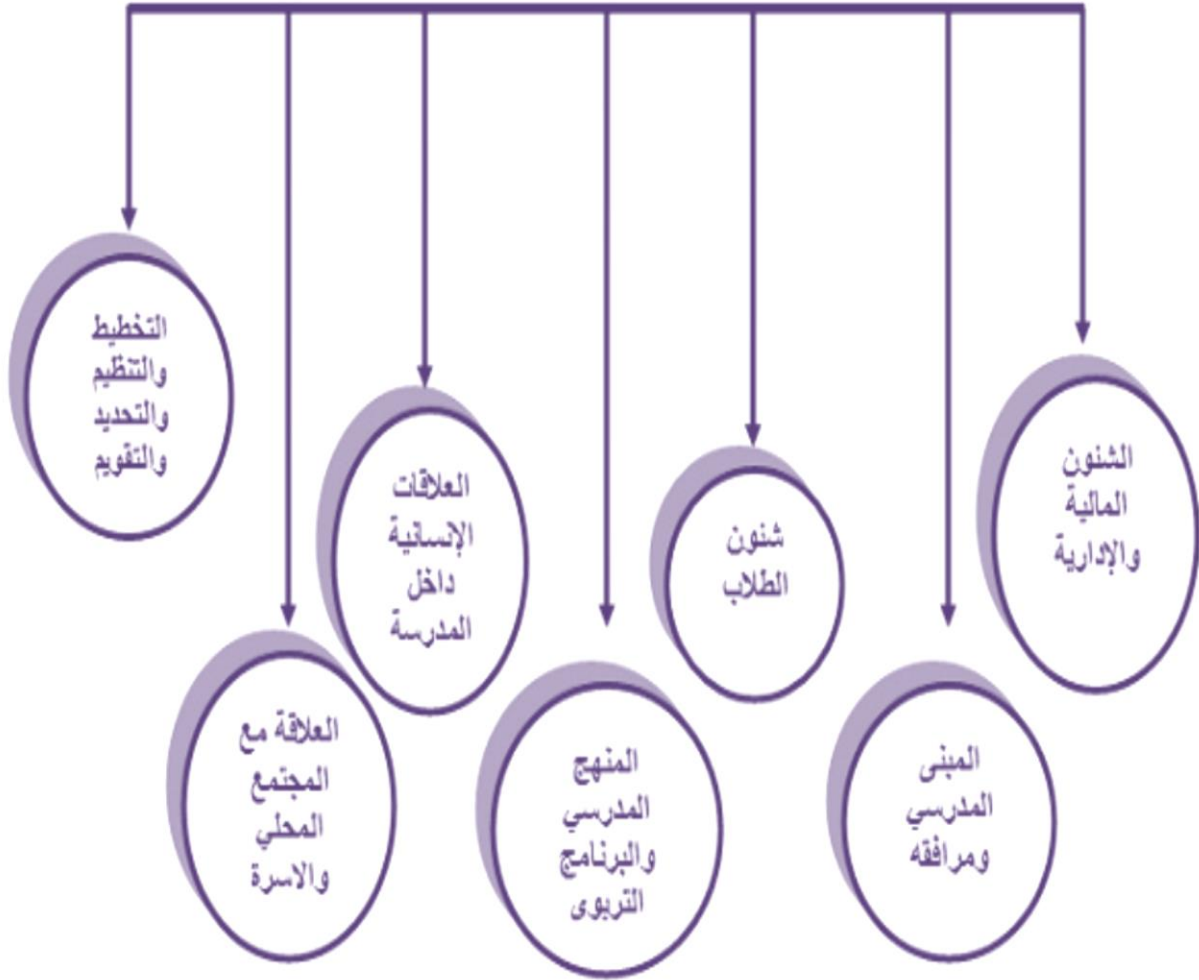 الشئون
المالية
والإدارية
المبنى
المدرسي
ومرافقه
شئون
الطلاب
المنهج
المدرسي
والبرنامج
التربوى
العلاقات
الإنسانية
داخل
المدرسة
العلاقة مع
المجتمع
المحلي
والاسرة
التخطيط
والتنظيم
والتحديد
والتقويم